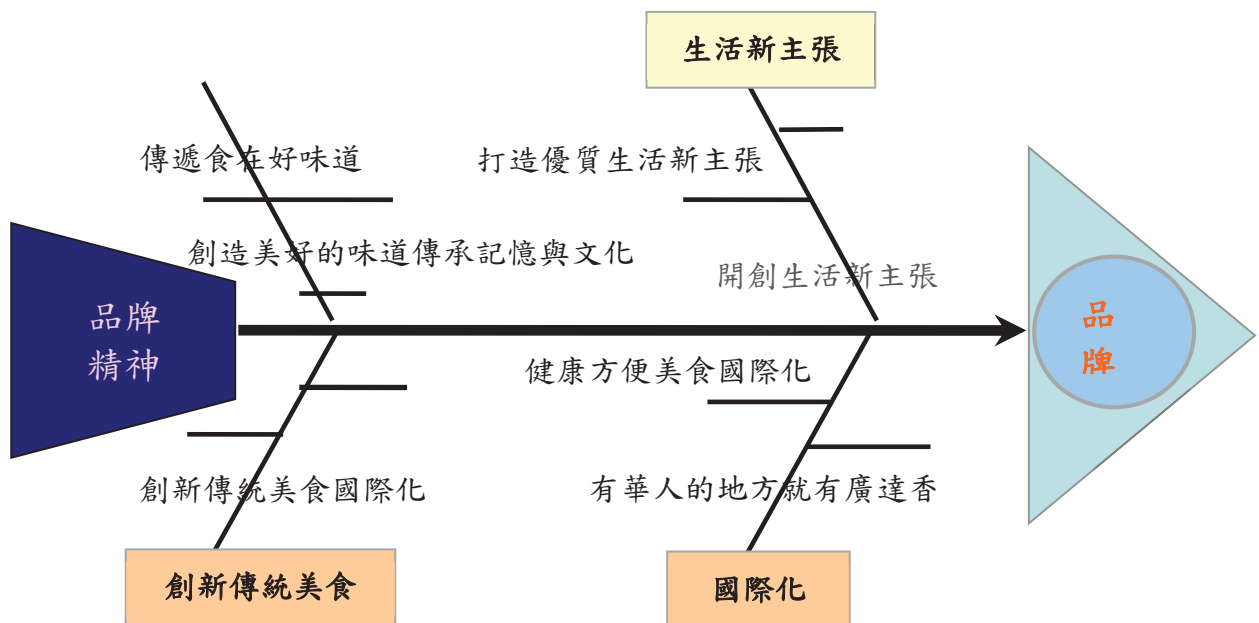 生活新主張
傳遞食在好味道
打造優質生活新主張
創造美好的味道傳承記憶與文化
開創生活新主張
品牌
精神
品
牌
健康方便美食國際化
創新傳統美食國際化
有華人的地方就有廣達香
創新傳統美食
國際化